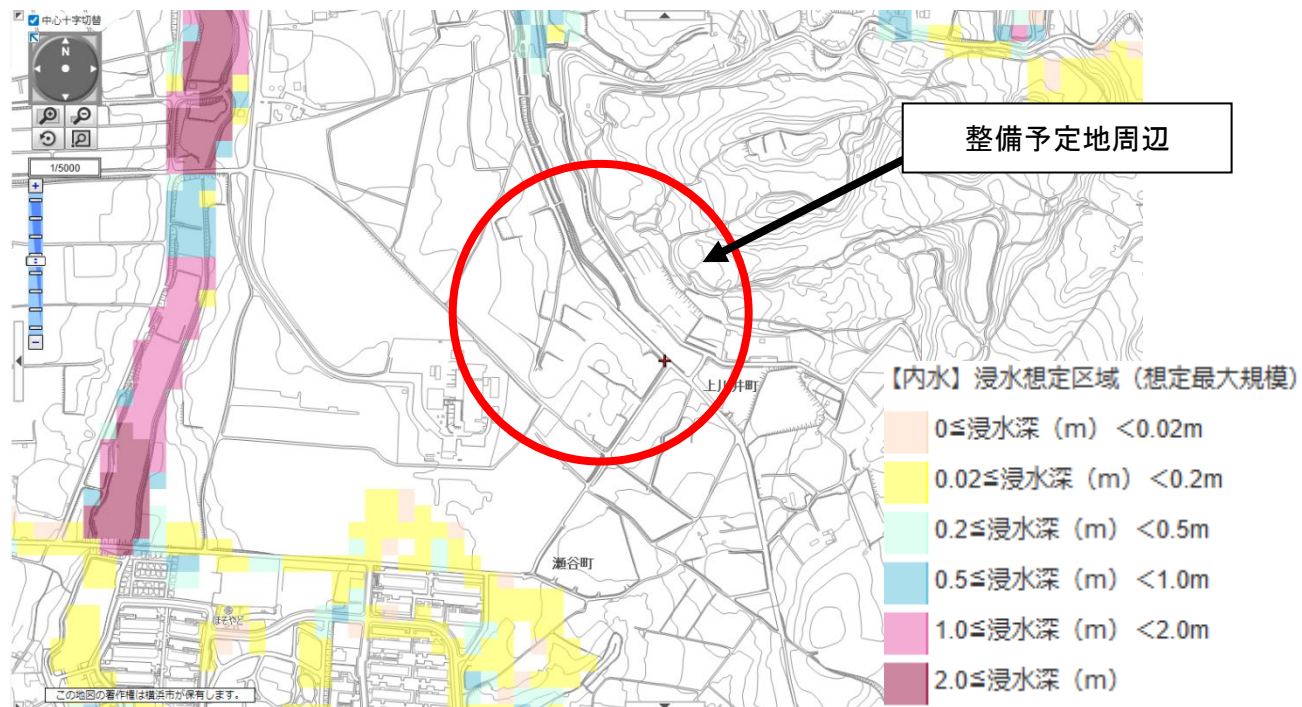 中心十字切替
N
1/5000
整備予定地周辺
上川井町
瀬谷町
ほそやど
この地図の著作権は横浜市が保有します。
【内水】浸水想定区域（想定最大規模）
0≦浸水深（m）＜0.02m
0.02≦浸水深（m）＜0.2m
0.2≦浸水深（m）＜0.5m
0.5≦浸水深（m）＜1.0m
1.0≦浸水深（m）＜2.0m
2.0≦浸水深（m）